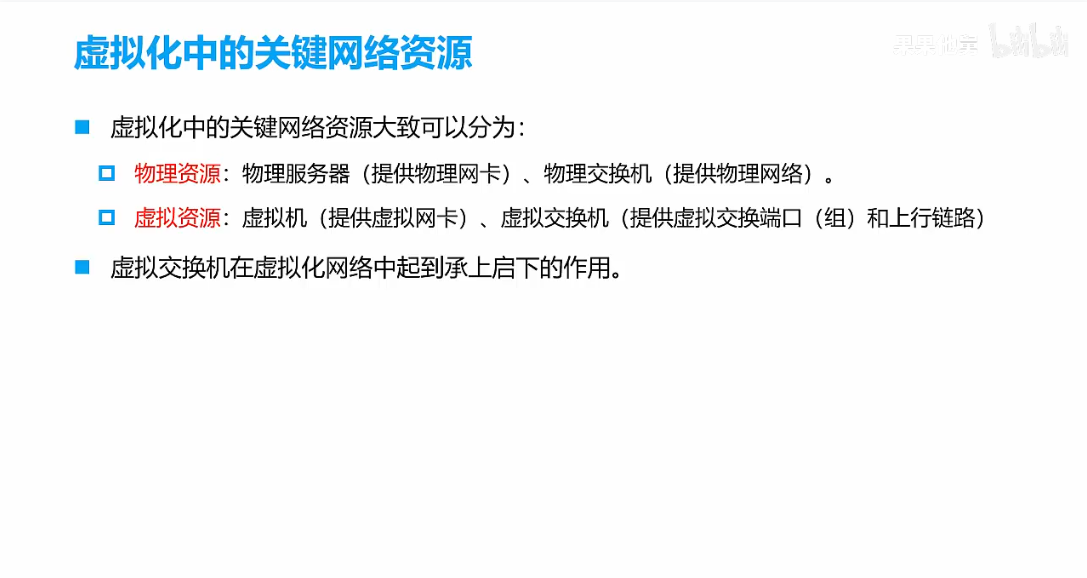 虚拟化中的关键网络资源
虚拟化中的关键网络资源大致可以分为：
物理资源：物理服务器（提供物理网卡）、物理交换机（提供物理网络）。
虚拟资源：虚拟机（提供虚拟网卡）、虚拟交换机（提供虚拟交换端口（组）和上行链路）
虚拟交换机在虚拟化网络中起到承上启下的作用。
bilibili